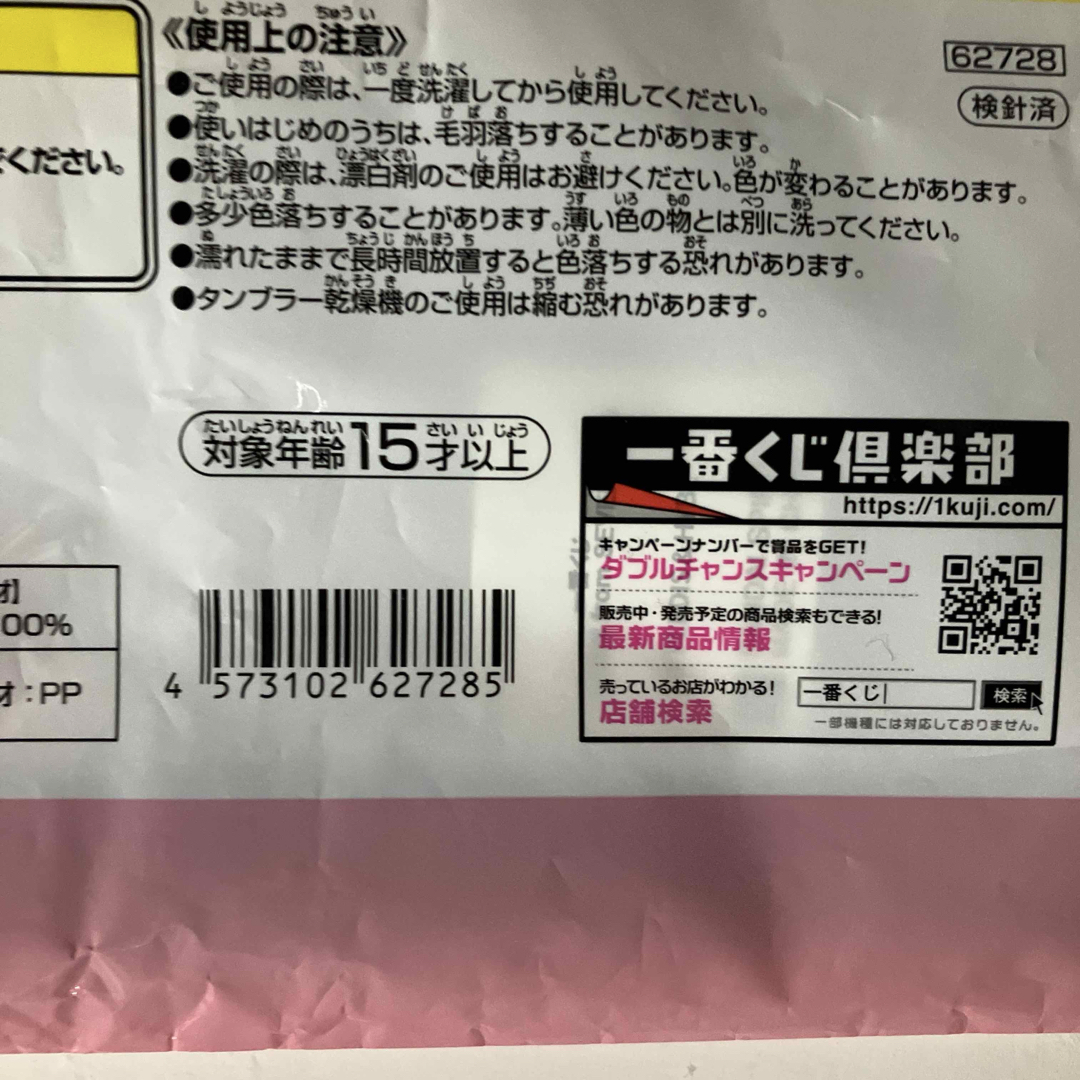 《使用上の注意》
●ご使用の際は、一度洗濯してから使用してください。
●使いはじめのうちは、毛羽落ちすることがあります。
●洗濯の際は、漂白剤のご使用はお避けください。色が変わることがあります。
●多少色落ちすることがあります。薄い色の物とは別に洗ってください。
●濡れたままで長時間放置すると色落ちする恐れがあります。
●タンブラー乾燥機のご使用は縮む恐れがあります。
62728
検針済
ください。
対象年齢15才以上
00%
:PP
4 573102 627285
一番くじ倶楽部
https://1kuji.com/
キャンペーンナンバーで賞品をGET!
ダブルチャンスキャンペーン
販売中・発売予定の商品検索もできる!
最新商品情報
売っているお店がわかる!
店舗検索
一番くじ
検索
一部機種には対応しておりません。